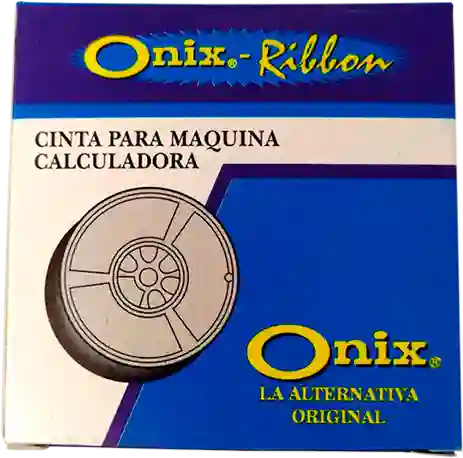 Onix®-Ribbon
CINTA PARA MAQUINA
CALCULADORA
Onix®
LA ALTERNATIVA
ORIGINAL